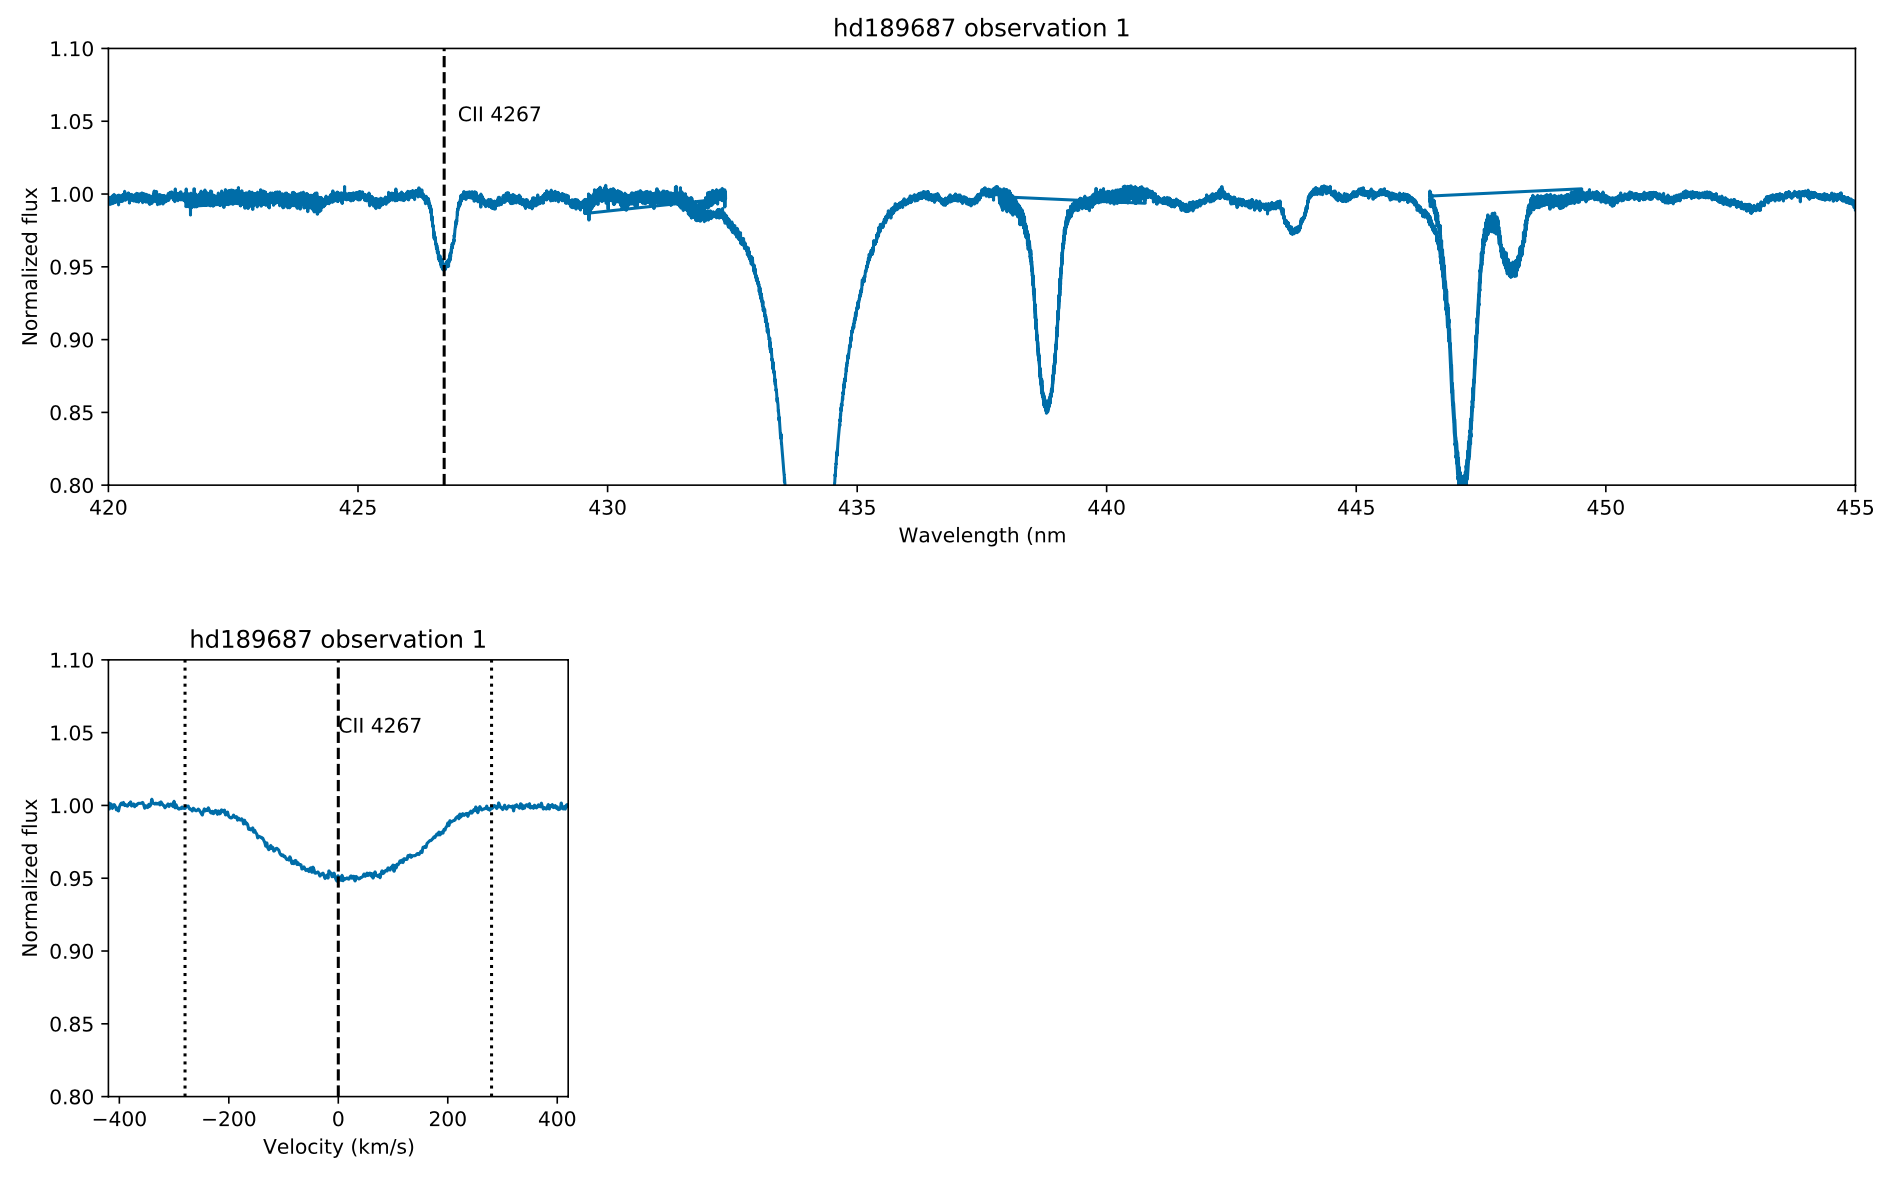 hd189687 observation 1
1.10
1.05
1.00
0.95
0.90
0.85
0.80
Normalized flux
CII 4267
420 425 430 435 440 445 450 455
Wavelength (nm
hd189687 observation 1
1.10
1.05
1.00
0.95
0.90
0.85
0.80
Normalized flux
CII 4267
−400 −200 0 200 400
Velocity (km/s)